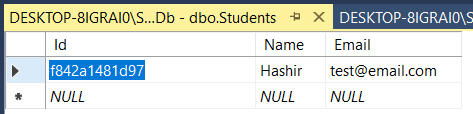 DESKTOP-8IGRAI0\S...Db - dbo.Students DESKTOP-8IGRAI0\S
Id Name Email
f842a1481d97 Hashir test@email.com
NULL NULL NULL